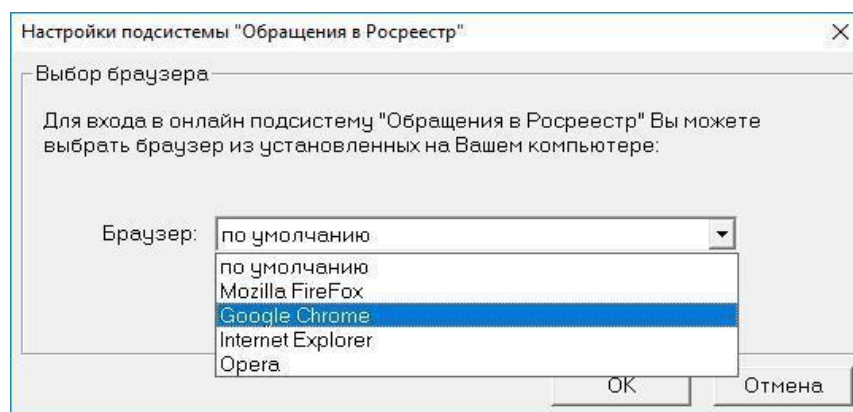 Настройки подсистемы "Обращения в Росреестр"
Выбор браузера
Для входа в онлайн подсистему "Обращения в Росреестр" Вы можете
выбрать браузер из установленных на Вашем компьютере:
Браузер: по умолчанию
по умолчанию
Mozilla FireFox
Google Chrome
Internet Explorer
Opera
OK Отмена